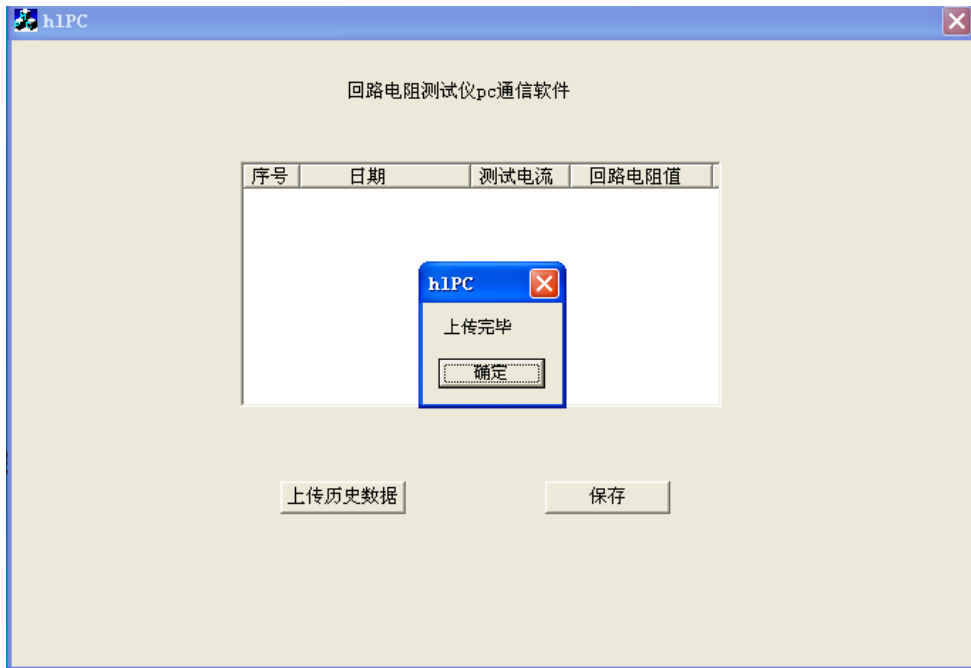 h1PC
回路电阻测试仪pc通信软件
序号 日期 测试电流 回路电阻值
h1PC
上传完毕
确定
上传历史数据 保存